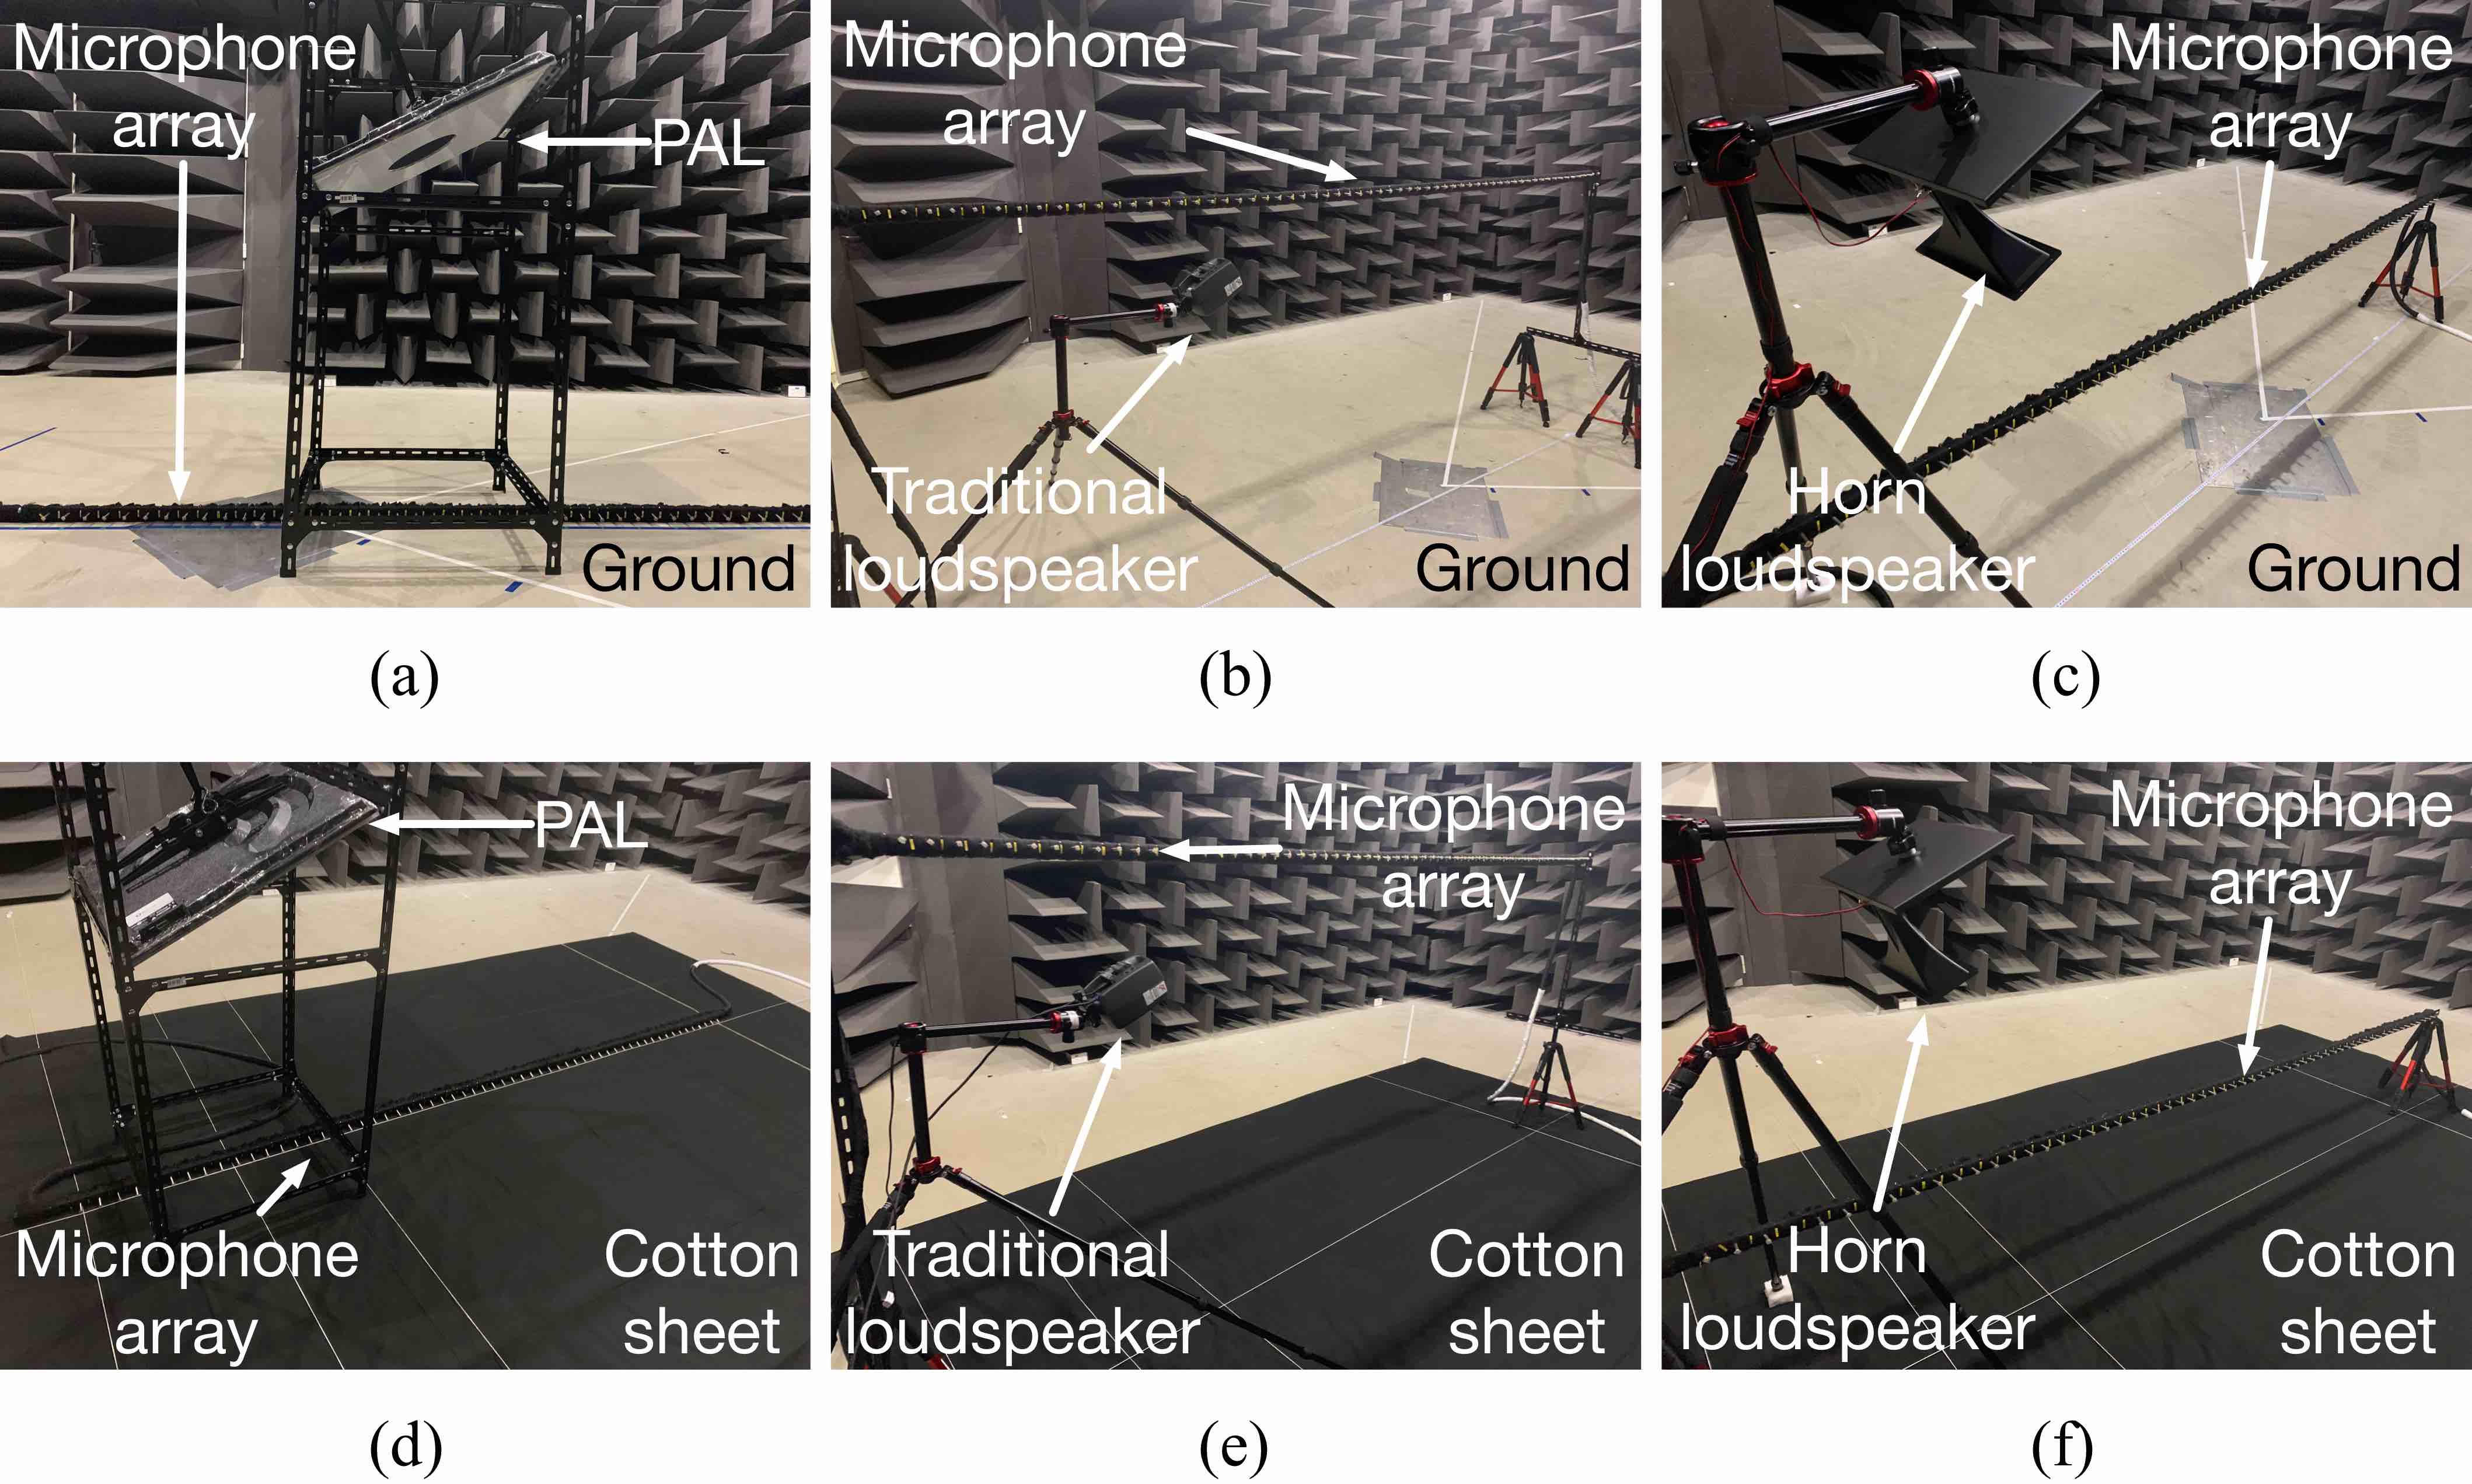 Microphone
array
PAL
Ground
(a)
Microphone
array
Traditional
loudspeaker
Ground
(b)
Microphone
array
Horn
loudspeaker
Ground
(c)
PAL
Microphone
array
Cotton
sheet
(d)
Microphone
array
Traditional
loudspeaker
Cotton
sheet
(e)
Microphone
array
Horn
loudspeaker
Cotton
sheet
(f)